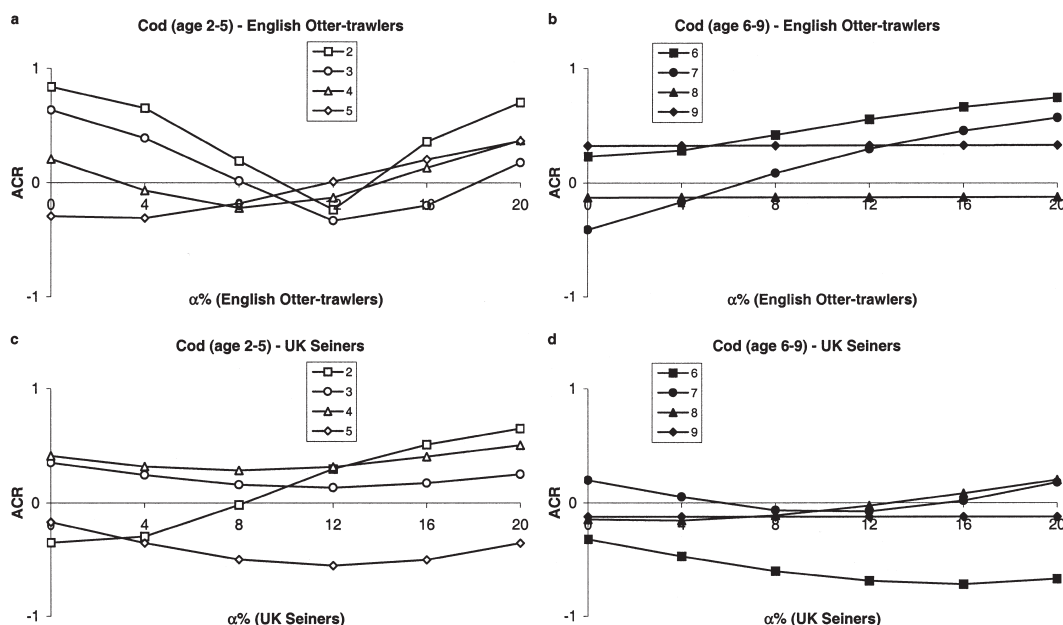 a
Cod (age 2-5) - English Otter-trawlers
2
3
4
5
1
0
-1
ACR
0 4 8 12 16 20
α% (English Otter-trawlers)
b
Cod (age 6-9) - English Otter-trawlers
6
7
8
9
1
0
-1
ACR
0 4 8 12 16 20
α% (English Otter-trawlers)
c
Cod (age 2-5) - UK Seiners
2
3
4
5
1
0
-1
ACR
0 4 8 12 16 20
α% (UK Seiners)
d
Cod (age 6-9) - UK Seiners
6
7
8
9
1
0
-1
ACR
0 4 8 12 16 20
α% (UK Seiners)